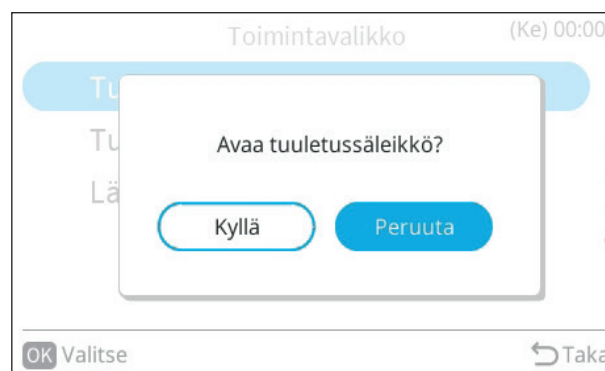 Toimintavalikko (Ke) 00:00
Avaa tuuletussäleikkö?
Kyllä Peruuta
OK Valitse